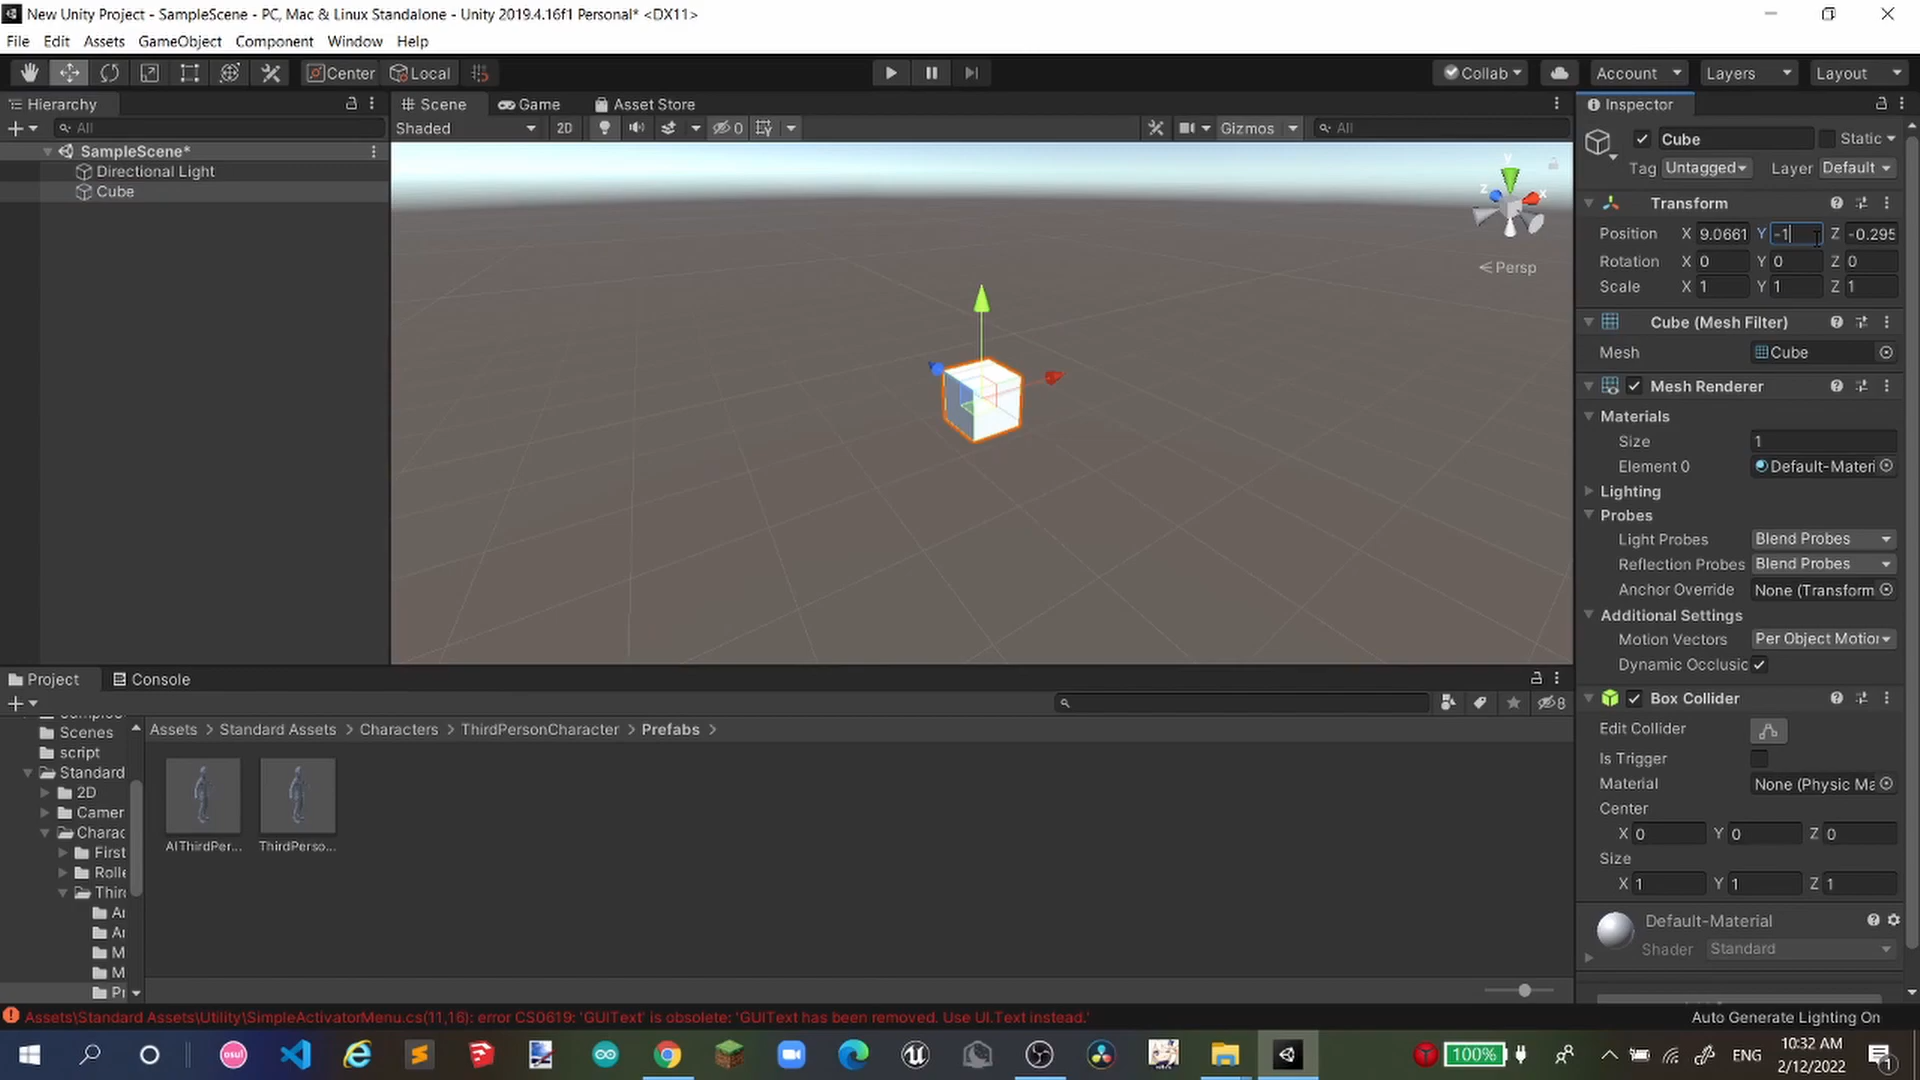 New Unity Project - SampleScene - PC, Mac & Linux Standalone - Unity 2019.4.16f1 Personal* <DX11>
File Edit Assets GameObject Component Window Help
Center Local Collab Account Layers Layout
Hierarchy
All
SampleScene*
Directional Light
Cube
Scene Game Asset Store
Shaded 2D 0 Gizmos All
y
z x
Persp
Inspector
Cube Static
Tag Untagged Layer Default
Transform
Position X 9.0661 Y -1 Z -0.295
Rotation X 0 Y 0 Z 0
Scale X 1 Y 1 Z 1
Cube (Mesh Filter)
Mesh Cube
Mesh Renderer
Materials
Size 1
Element 0 Default-Materi
Lighting
Probes
Light Probes Blend Probes
Reflection Probes Blend Probes
Anchor Override None (Transform
Additional Settings
Motion Vectors Per Object Motion
Dynamic Occlusic
Box Collider
Edit Collider
Is Trigger
Material None (Physic Ma
Center
X 0 Y 0 Z 0
Size
X 1 Y 1 Z 1
Default-Material
Shader Standard
Project Console
8
Scenes
script
Standard
2D
Camer
Charac
First
Rolle
Third
Ar
Ar
M
M
Pr
Assets > Standard Assets > Characters > ThirdPersonCharacter > Prefabs >
AIThirdPer... ThirdPerso...
Assets\Standard Assets\Utility\SimpleActivatorMenu.cs(11,16): error CS0619: 'GUIText' is obsolete: 'GUIText has been removed. Use UI.Text instead.'
Auto Generate Lighting On
osu!
100%
ENG
10:32 AM
2/12/2022
1